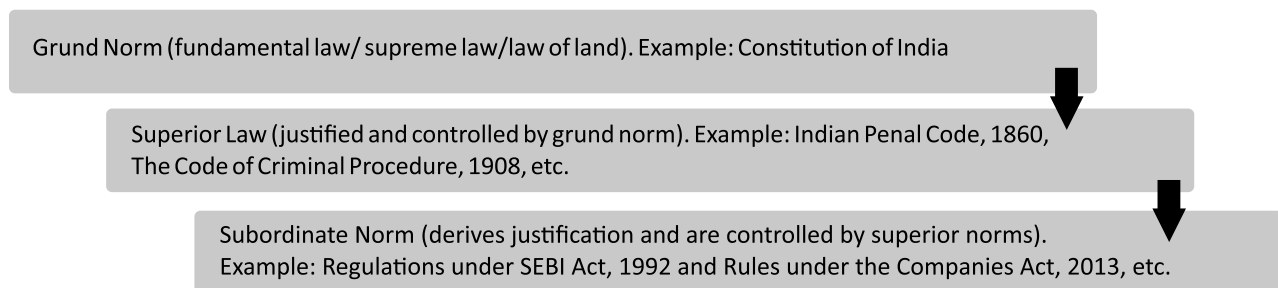 Grund Norm (fundamental law/ supreme law/law of land). Example: Constitution of India
Superior Law (justified and controlled by grund norm). Example: Indian Penal Code, 1860,
The Code of Criminal Procedure, 1908, etc.
Subordinate Norm (derives justification and are controlled by superior norms).
Example: Regulations under SEBI Act, 1992 and Rules under the Companies Act, 2013, etc.